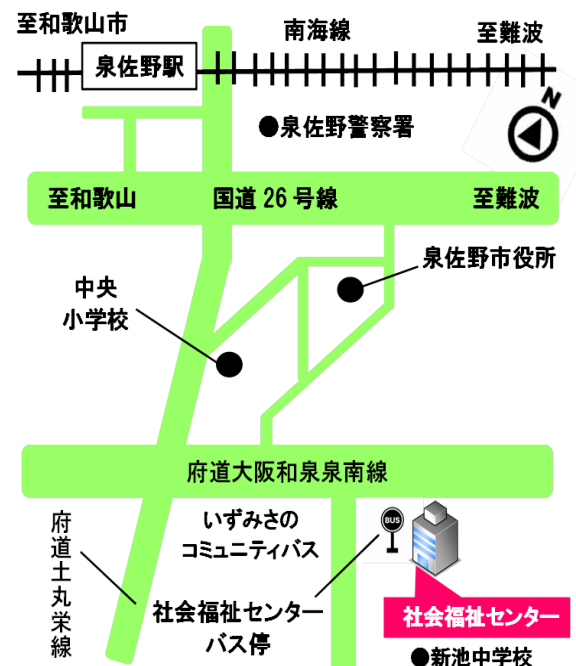 至和歌山市
南海線
至難波
泉佐野駅
N
●泉佐野警察署
至和歌山
国道 26 号線
至難波
泉佐野市役所
中央
小学校
府道大阪和泉泉南線
府道土丸栄線
いずみさの
コミュニティバス
BUS
社会福祉センター
バス停
社会福祉センター
●新池中学校